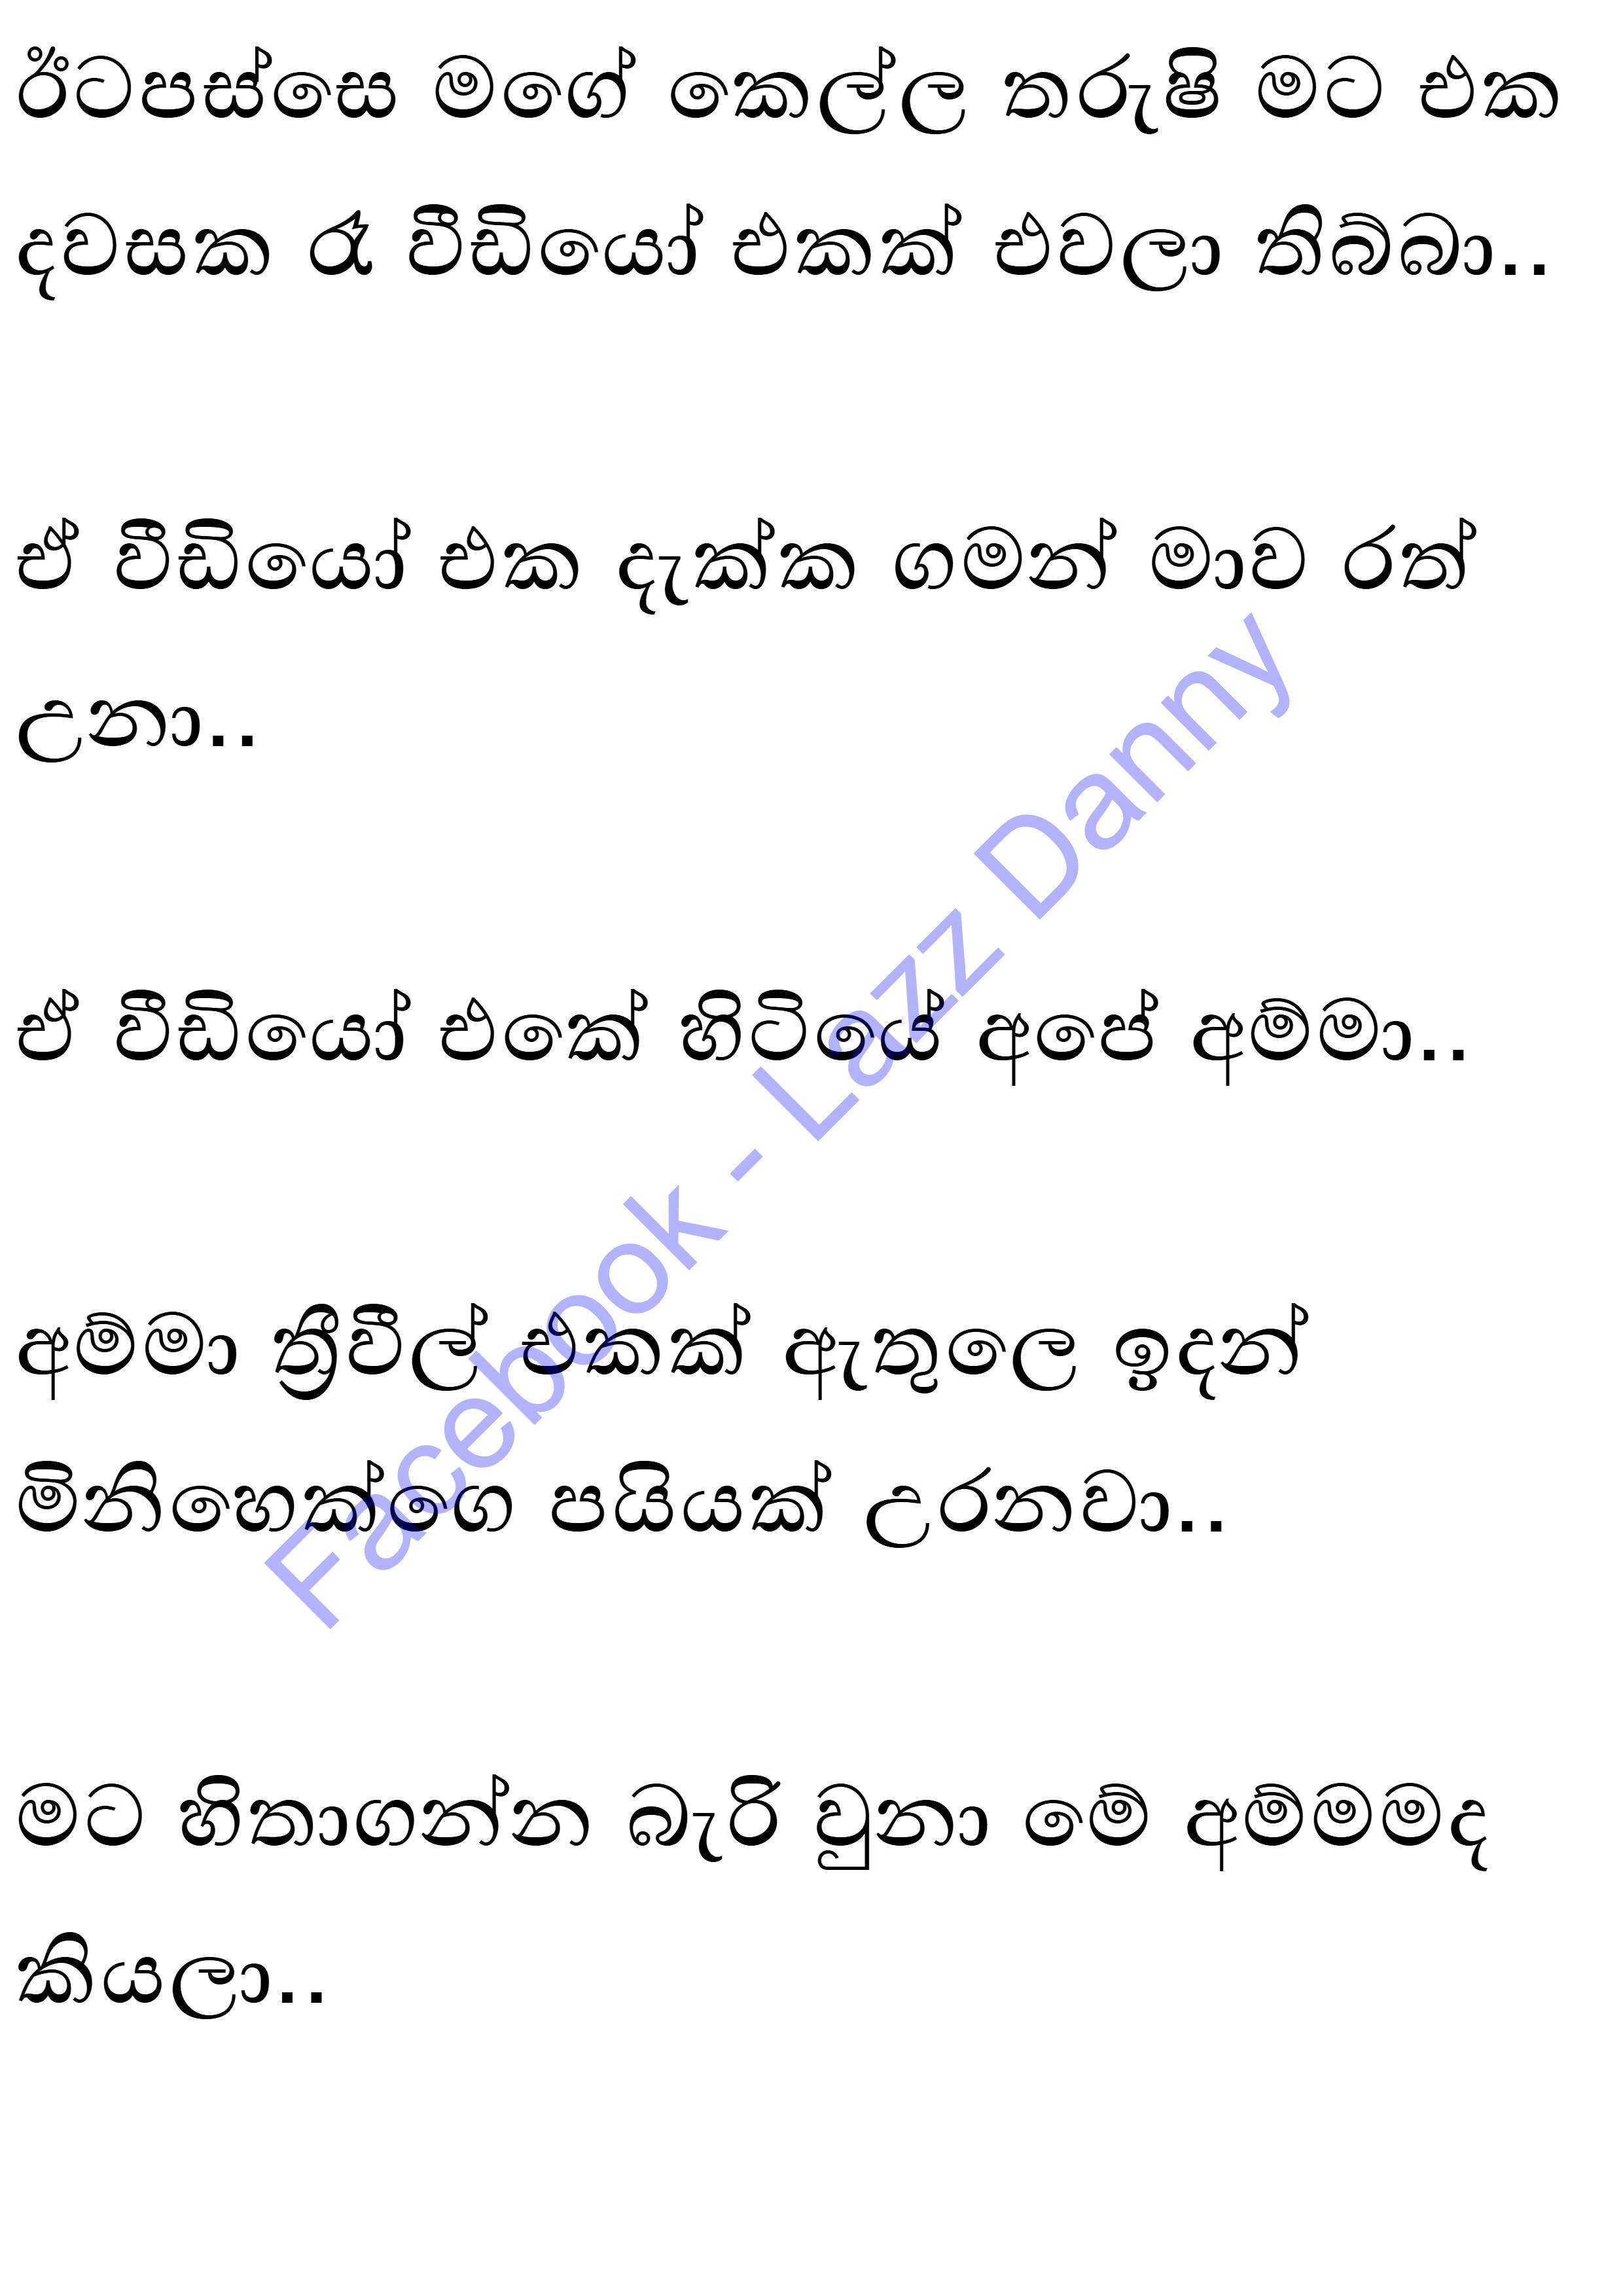 ඊටපස්සෙ මගේ කෙල්ල තරුෂි මට එක
දවසක රෑ වීඩියෝ එකක් එවලා තිබ්බා..
ඒ වීඩියෝ එක දැක්ක ගමන් මාව රත්
උනා..
ඒ වීඩියෝ එකේ හිටියේ අපේ අම්මා..
අම්මා ත්‍රීවීල් එකක් ඇතුලෙ ඉදන්
මිනිහෙක්ගෙ පයියක් උරනවා..
මට හිතාගන්න බැරි වුනා මේ අම්මමද
කියලා..
Facebook - Lazz Danny